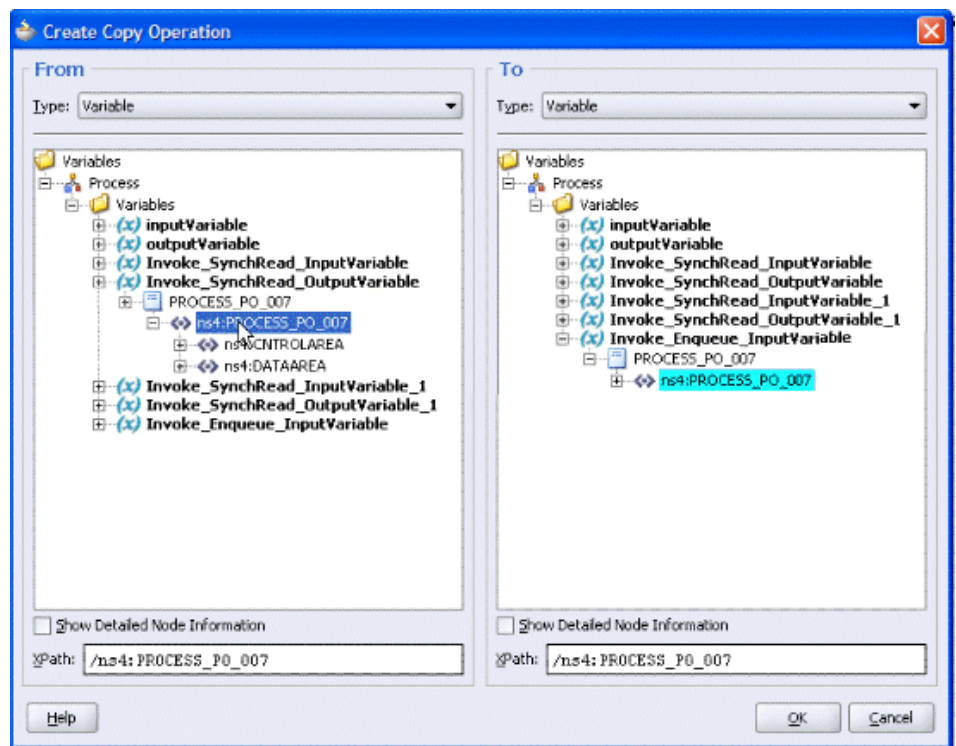 Create Copy Operation
From
Type: Variable
Variables
Process
Variables
inputVariable
outputVariable
Invoke_SynchRead_InputVariable
Invoke_SynchRead_OutputVariable
PROCESS_PO_007
ns4:PROCESS_PO_007
ns4:CNTROLAREA
ns4:DATAAREA
Invoke_SynchRead_InputVariable_1
Invoke_SynchRead_OutputVariable_1
Invoke_Enqueue_InputVariable
Show Detailed Node Information
XPath: /ns4:PROCESS_PO_007
To
Type: Variable
Variables
Process
Variables
inputVariable
outputVariable
Invoke_SynchRead_InputVariable
Invoke_SynchRead_OutputVariable
Invoke_SynchRead_InputVariable_1
Invoke_SynchRead_OutputVariable_1
Invoke_Enqueue_InputVariable
PROCESS_PO_007
ns4:PROCESS_PO_007
Show Detailed Node Information
XPath: /ns4:PROCESS_PO_007
Help
OK
Cancel